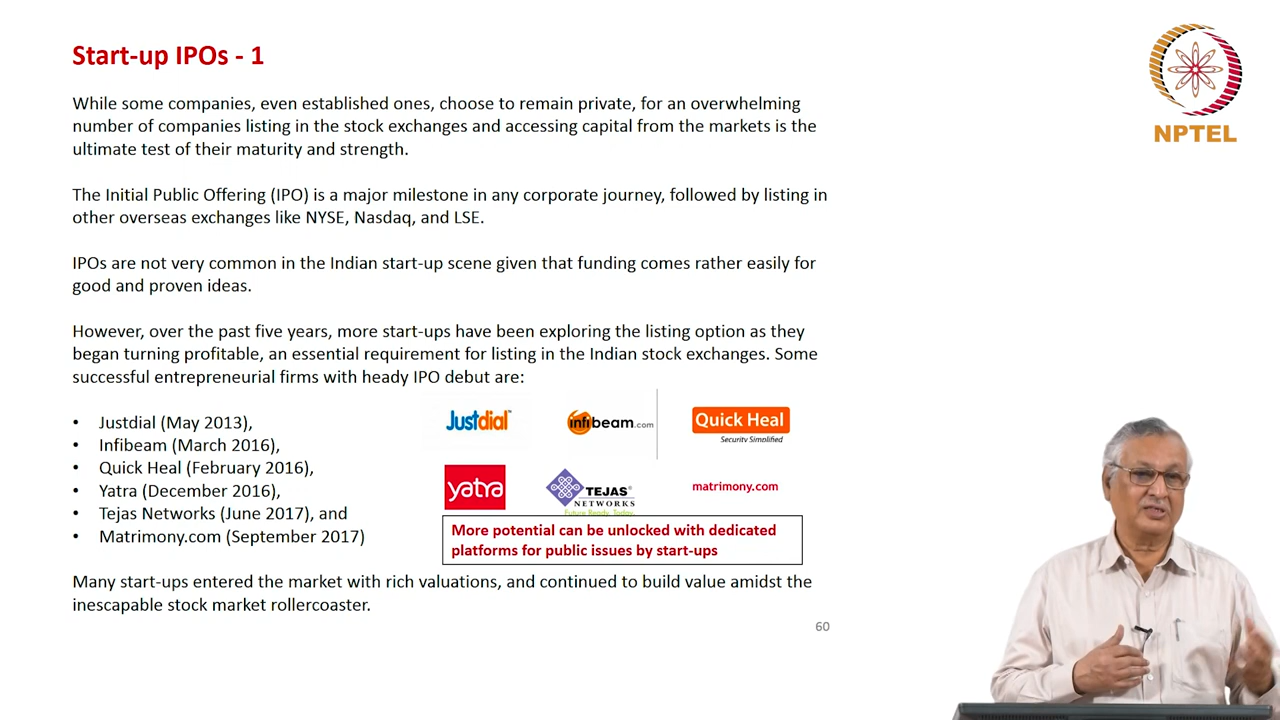 Start-up IPOs - 1
NPTEL
While some companies, even established ones, choose to remain private, for an overwhelming
number of companies listing in the stock exchanges and accessing capital from the markets is the
ultimate test of their maturity and strength.
The Initial Public Offering (IPO) is a major milestone in any corporate journey, followed by listing in
other overseas exchanges like NYSE, Nasdaq, and LSE.
IPOs are not very common in the Indian start-up scene given that funding comes rather easily for
good and proven ideas.
However, over the past five years, more start-ups have been exploring the listing option as they
began turning profitable, an essential requirement for listing in the Indian stock exchanges. Some
successful entrepreneurial firms with heady IPO debut are:
• Justdial (May 2013),
• Infibeam (March 2016),
• Quick Heal (February 2016),
• Yatra (December 2016),
• Tejas Networks (June 2017), and
• Matrimony.com (September 2017)
Justdial™
infibeam.com
Quick Heal
Security Simplified
yatra
TEJAS®
NETWORKS
Future Ready. Today.
matrimony.com
More potential can be unlocked with dedicated
platforms for public issues by start-ups
Many start-ups entered the market with rich valuations, and continued to build value amidst the
inescapable stock market rollercoaster.
60